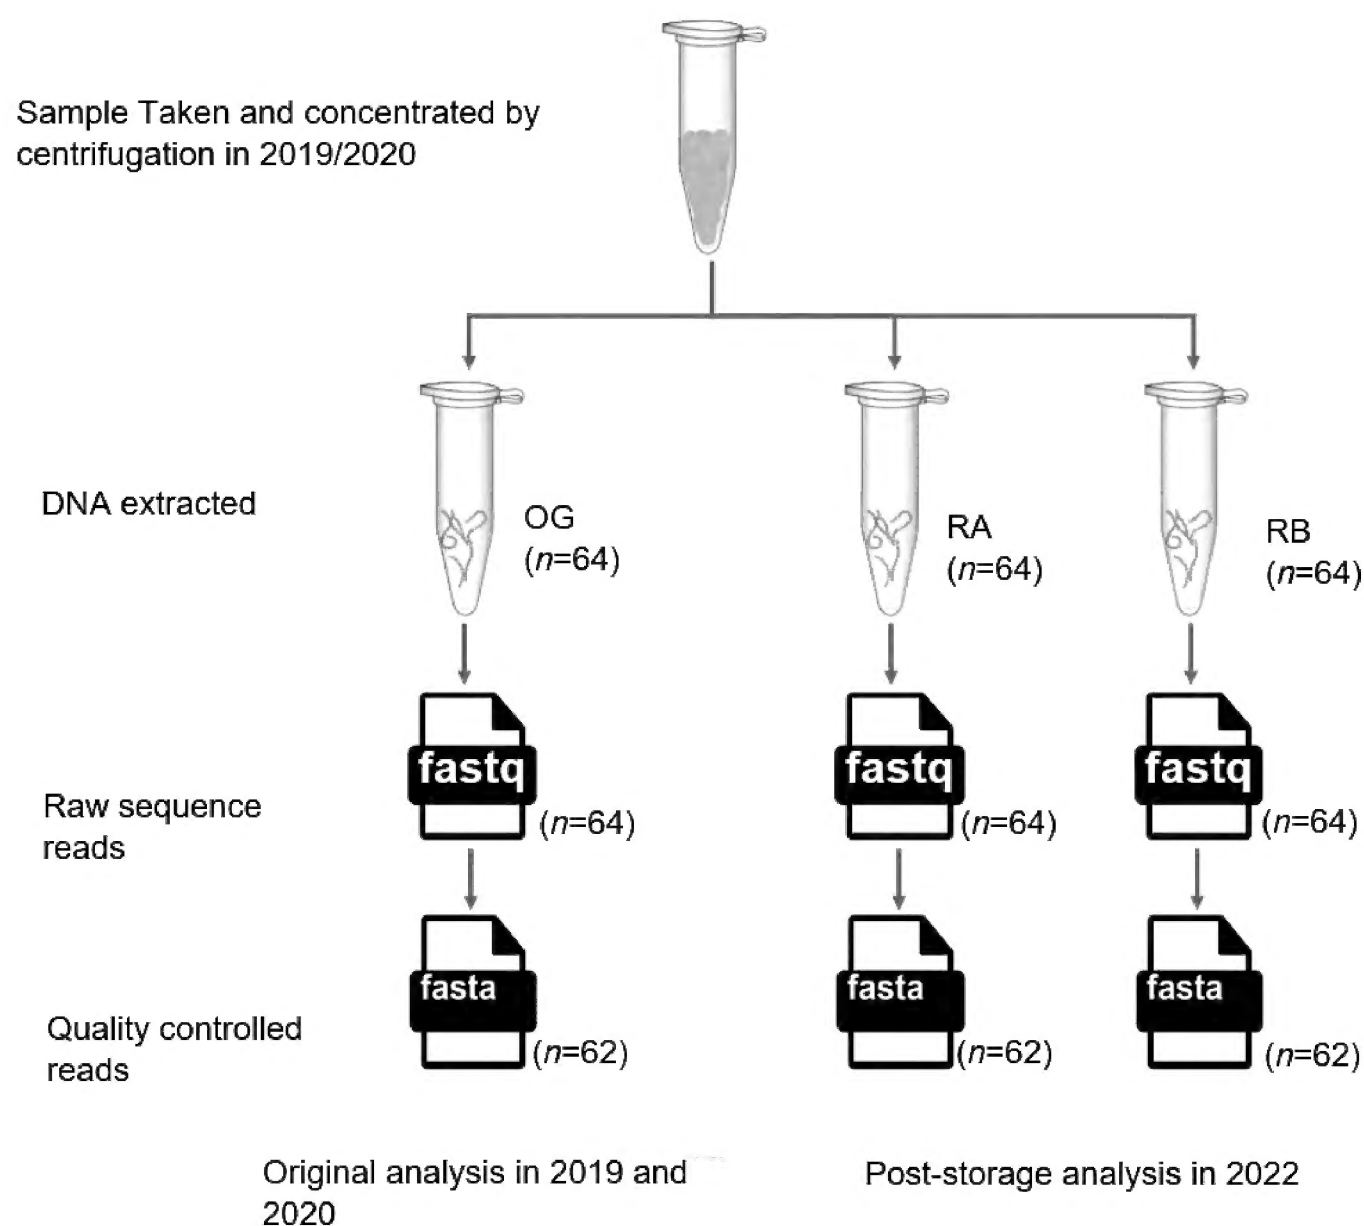 Sample Taken and concentrated by
centrifugation in 2019/2020
DNA extracted
OG
(n=64)
RA
(n=64)
RB
(n=64)
Raw sequence
reads
fastq
(n=64)
fastq
(n=64)
fastq
(n=64)
Quality controlled
reads
fasta
(n=62)
fasta
(n=62)
fasta
(n=62)
Original analysis in 2019 and
2020
Post-storage analysis in 2022